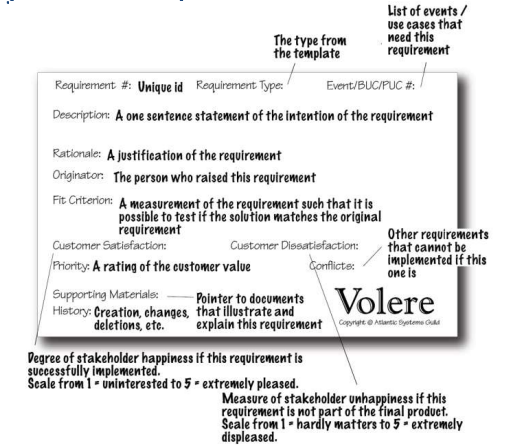 List of events /
use cases that
need this
requirement
The type from
the template
Requirement #: Unique id Requirement Type: Event/BUC/PUC #:
Description: A one sentence statement of the intention of the requirement
Rationale: A justification of the requirement
Originator: The person who raised this requirement
Fit Criterion: A measurement of the requirement such that it is
possible to test if the solution matches the original
requirement
Other requirements
that cannot be
implemented if this
one is
Customer Satisfaction: Customer Dissatisfaction:
Priority: A rating of the customer value Conflicts:
Supporting Materials: Pointer to documents
that illustrate and
explain this requirement
History: Creation, changes,
deletions, etc.
Volere
Copyright © Atlantic Systems Guild
Degree of stakeholder happiness if this requirement is
successfully implemented.
Scale from 1 = uninterested to 5 = extremely pleased.
Measure of stakeholder unhappiness if this
requirement is not part of the final product.
Scale from 1 = hardly matters to 5 = extremely
displeased.